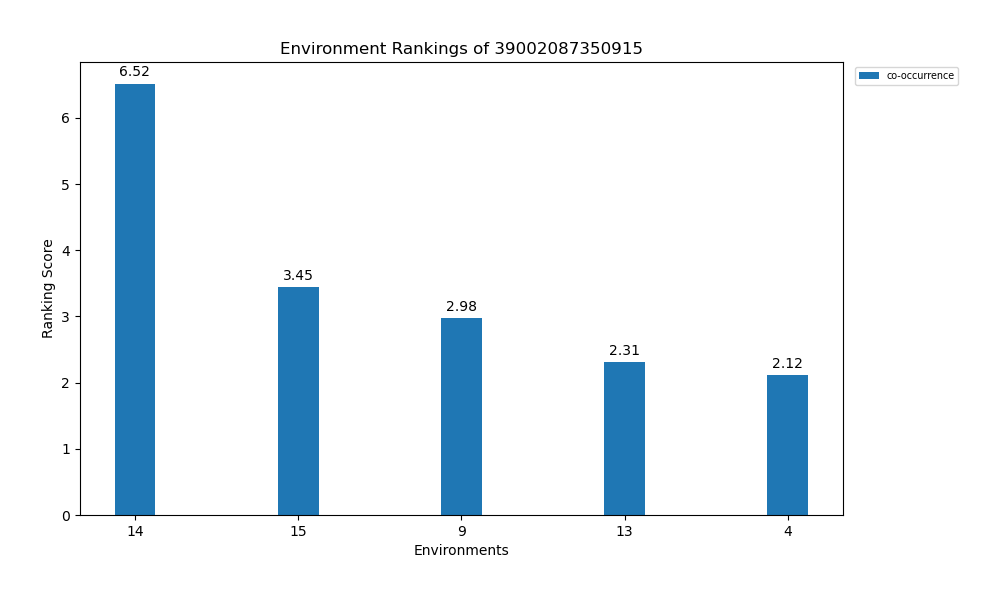 Environment Rankings of 39002087350915
co-occurrence
6.52
3.45
2.98
2.31
2.12
6
5
4
3
2
1
0
Ranking Score
14 15 9 13 4
Environments